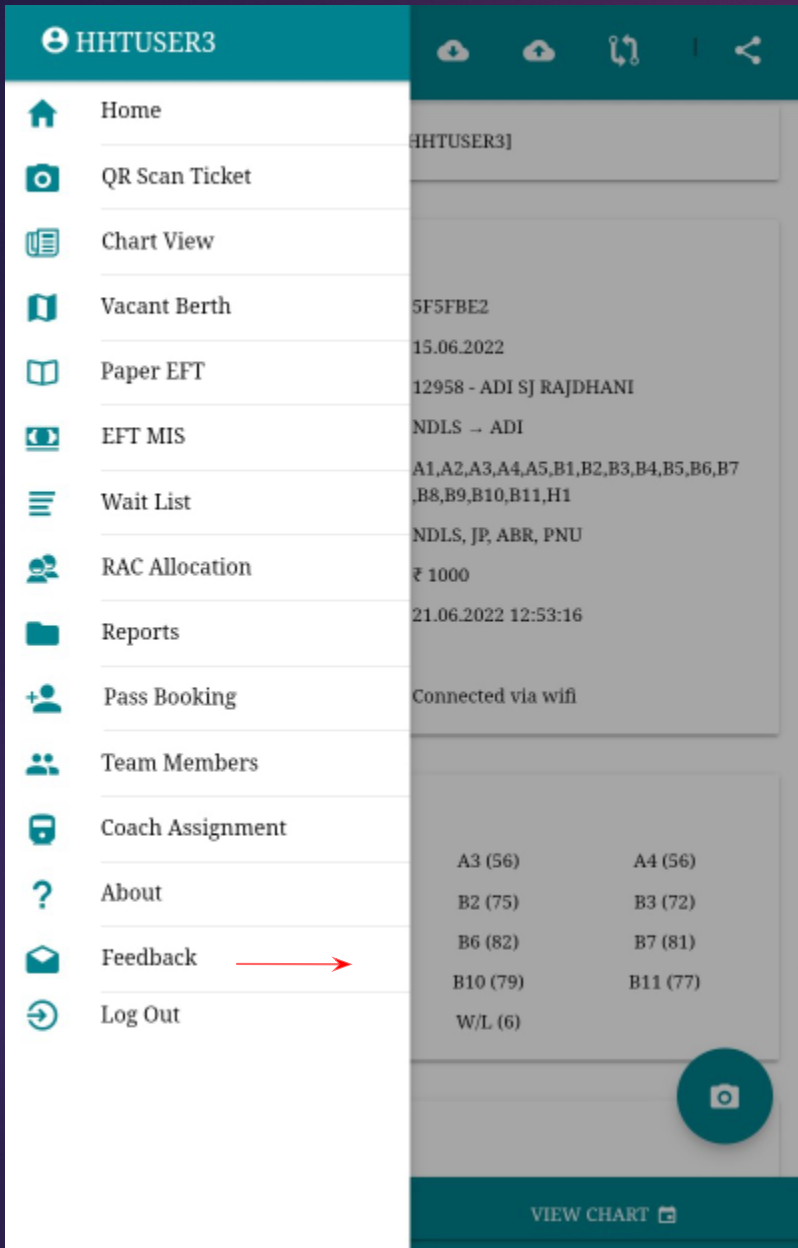 HHTUSER3
Home
QR Scan Ticket
Chart View
Vacant Berth
Paper EFT
EFT MIS
Wait List
RAC Allocation
Reports
Pass Booking
Team Members
Coach Assignment
About
Feedback
Log Out
HHTUSER3]
5F5FBE2
15.06.2022
12958 - ADI SJ RAJDHANI
NDLS → ADI
A1,A2,A3,A4,A5,B1,B2,B3,B4,B5,B6,B7
,B8,B9,B10,B11,H1
NDLS, JP, ABR, PNU
₹ 1000
21.06.2022 12:53:16
Connected via wifi
A3 (56) A4 (56)
B2 (75) B3 (72)
B6 (82) B7 (81)
B10 (79) B11 (77)
W/L (6)
VIEW CHART